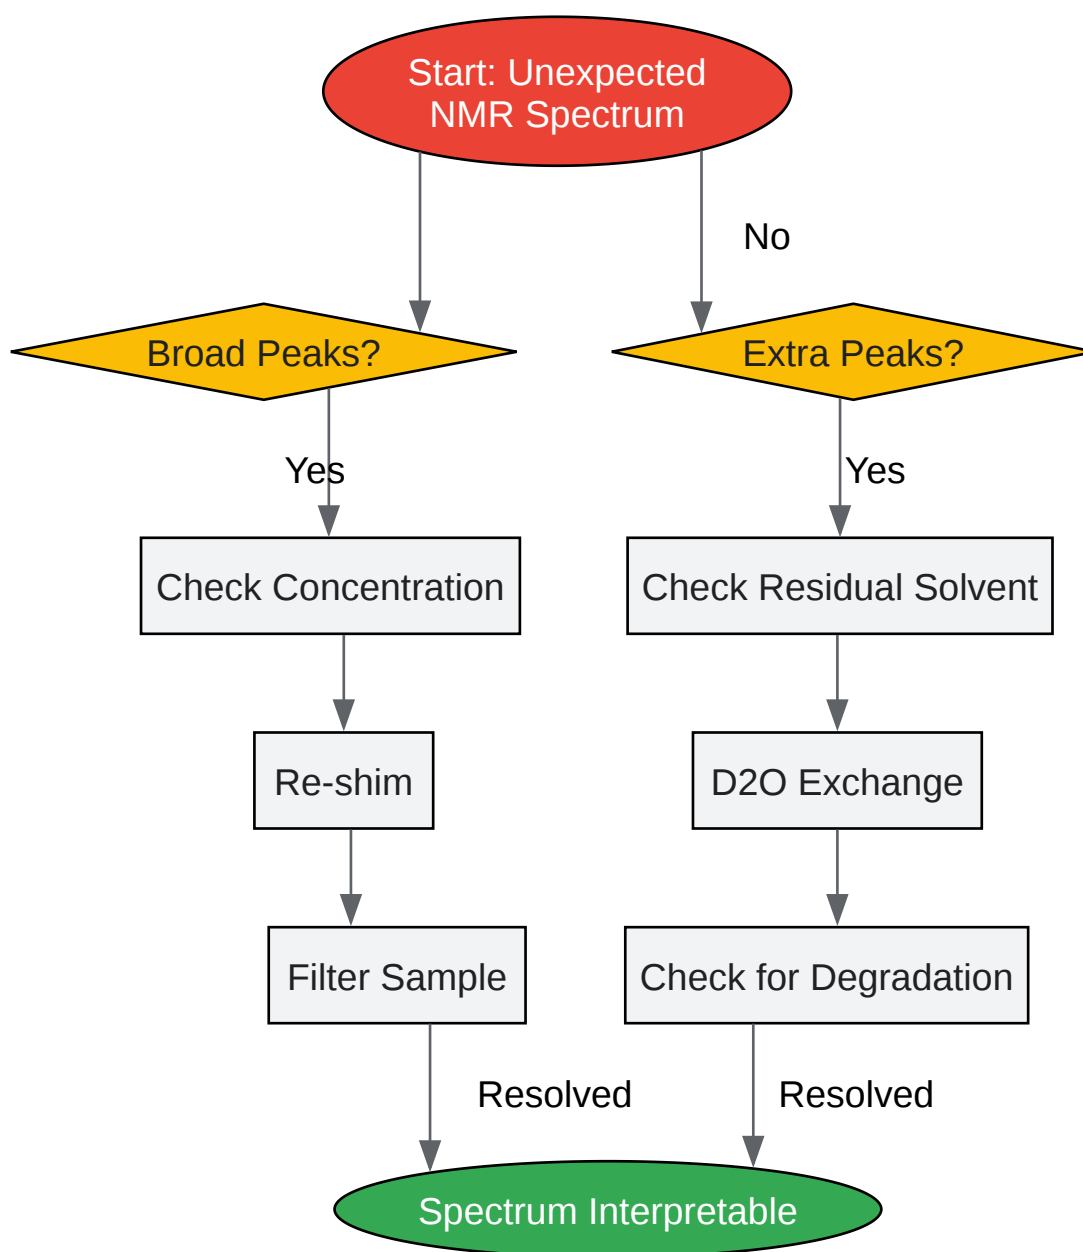 Start: Unexpected
NMR Spectrum
No
Broad Peaks?
Extra Peaks?
Yes
Yes
Check Concentration
Check Residual Solvent
Re-shim
D2O Exchange
Filter Sample
Check for Degradation
Resolved
Resolved
Spectrum Interpretable